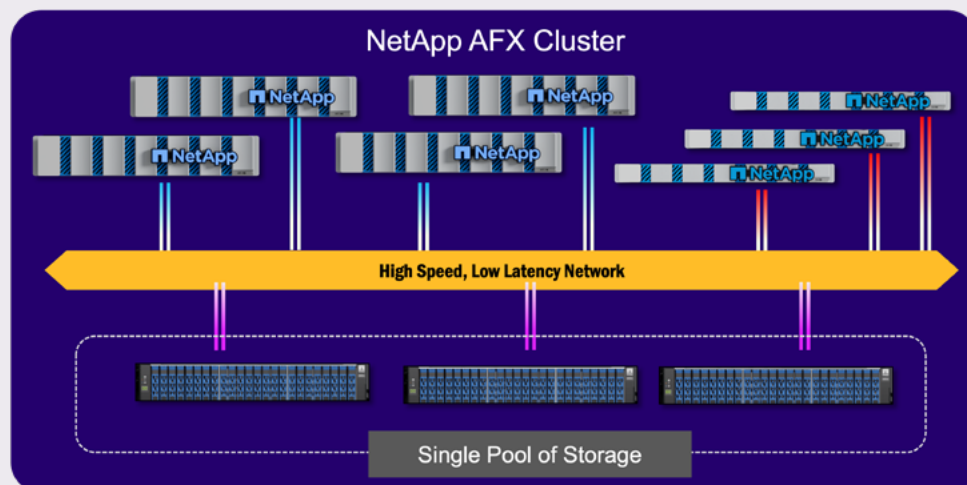 NetApp AFX Cluster
NetApp
NetApp
NetApp
NetApp
NetApp
NetApp
NetApp
High Speed, Low Latency Network
Single Pool of Storage